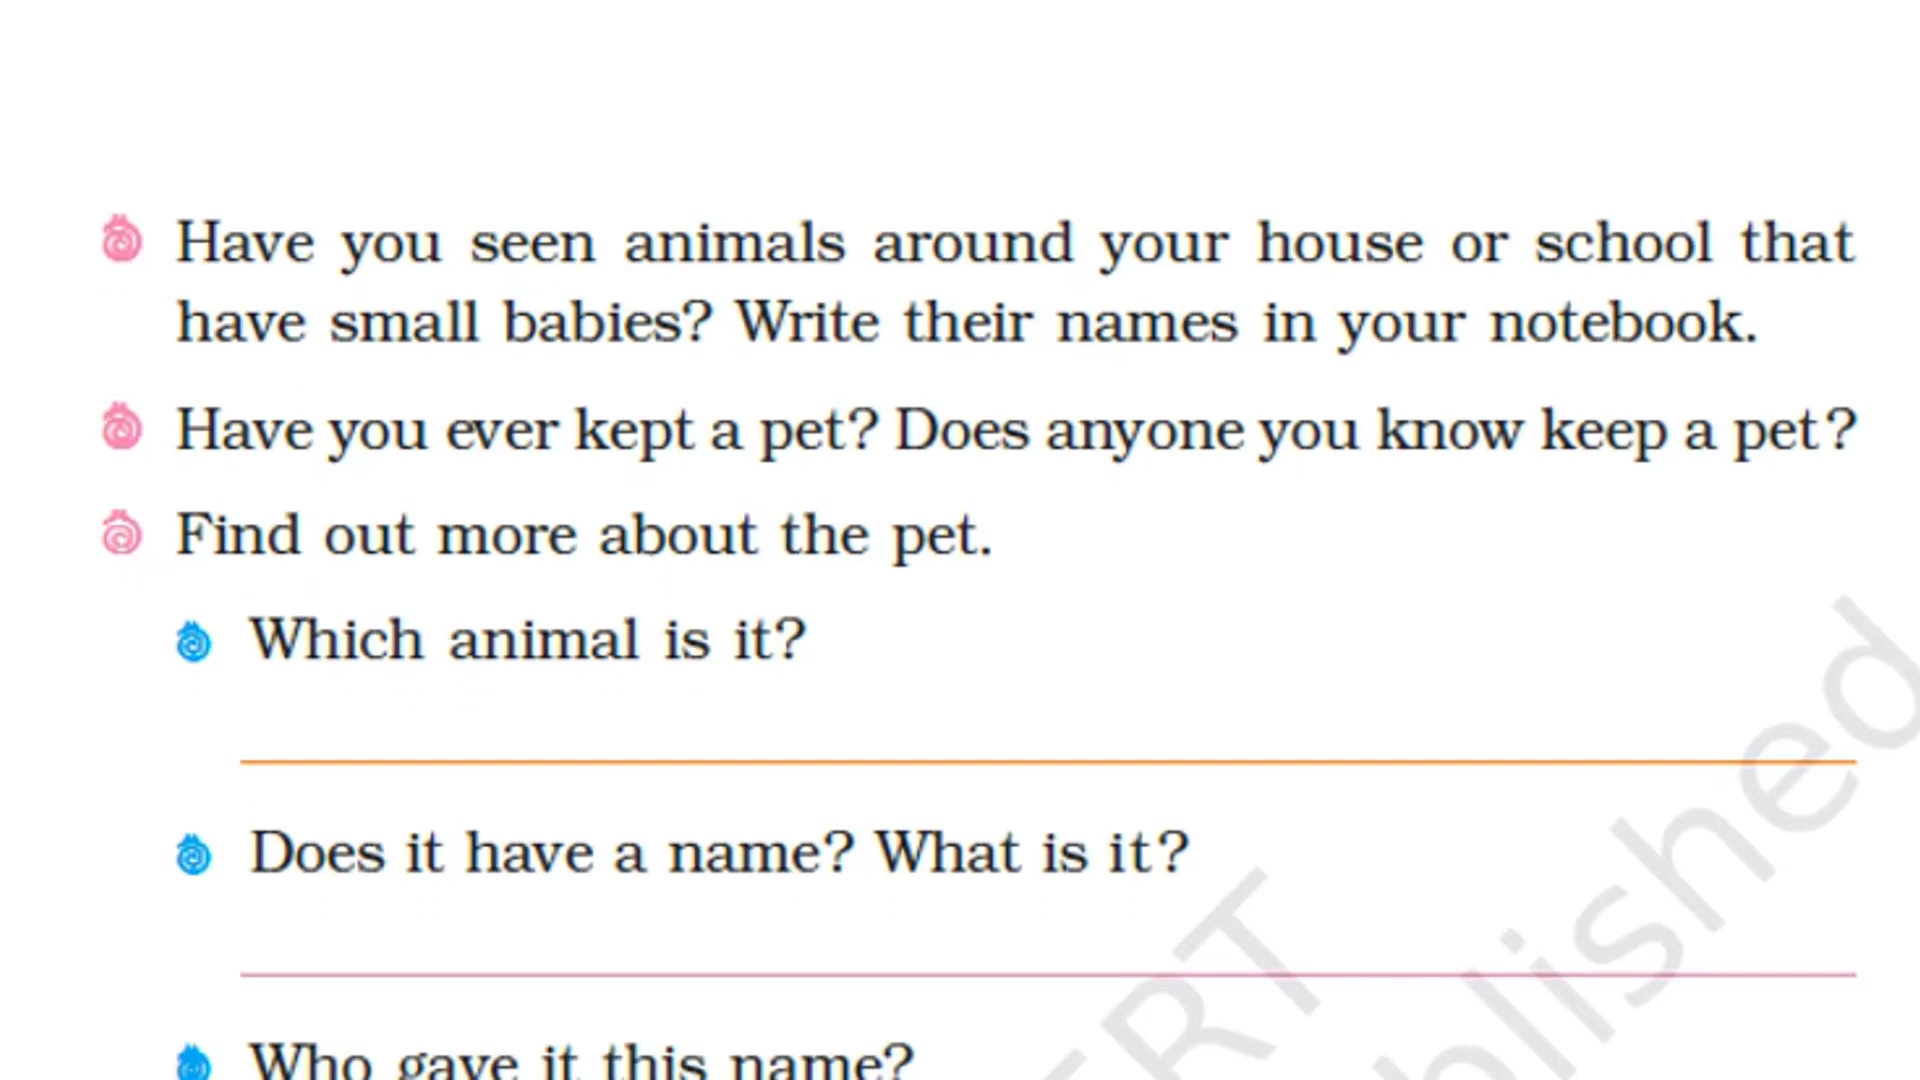 Have you seen animals around your house or school that
have small babies? Write their names in your notebook.
Have you ever kept a pet? Does anyone you know keep a pet?
Find out more about the pet.
Which animal is it?
Does it have a name? What is it?
Who gave it this name?
ERT
blished